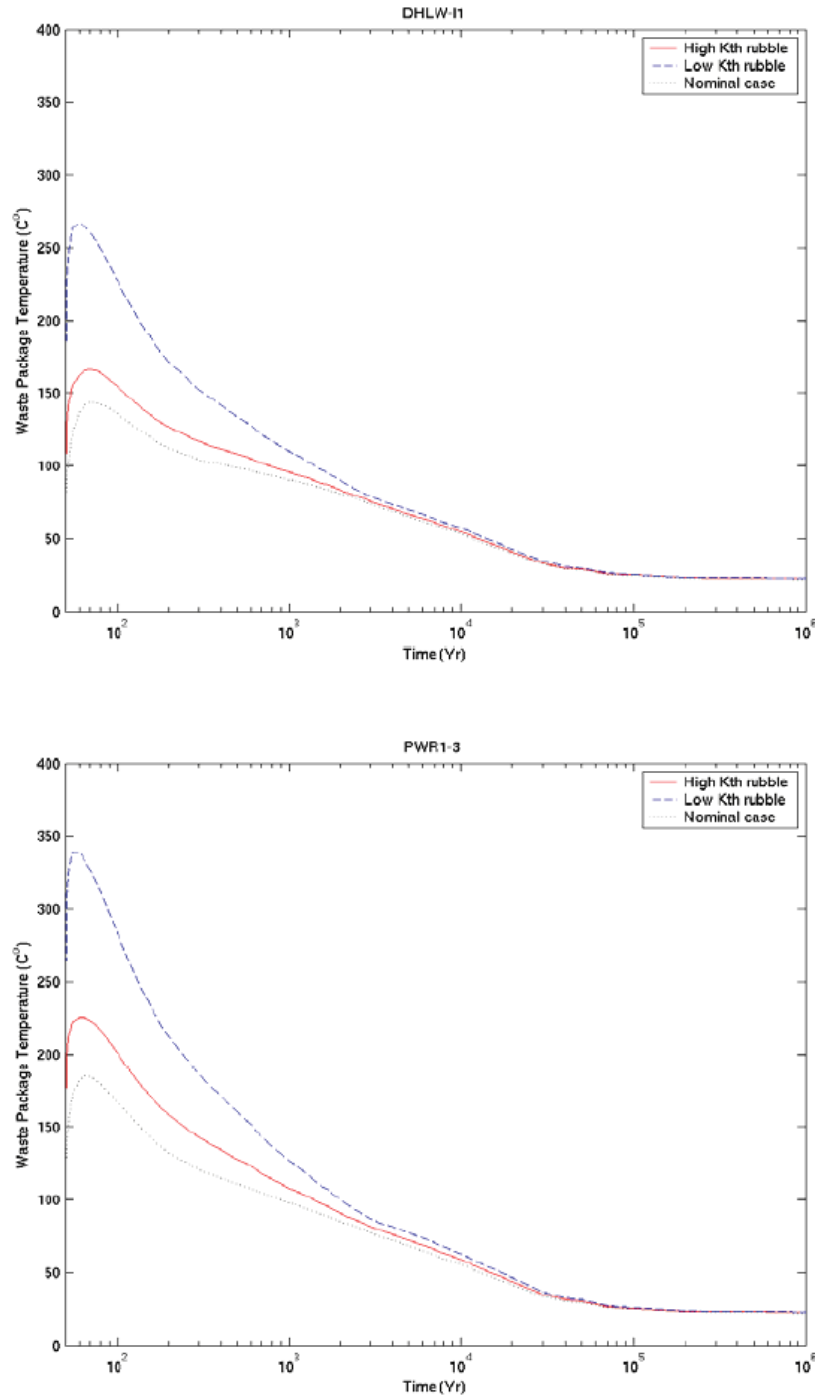 DHLW-I1
400
350
300
250
200
150
100
50
0
Waste Package Temperature (C°)
High Kth rubble
Low Kth rubble
Nominal case
10² 10³ 10⁴ 10⁵ 10⁶
Time (Yr)
PWR1-3
400
350
300
250
200
150
100
50
0
Waste Package Temperature (C°)
High Kth rubble
Low Kth rubble
Nominal case
10² 10³ 10⁴ 10⁵ 10⁶
Time (Yr)